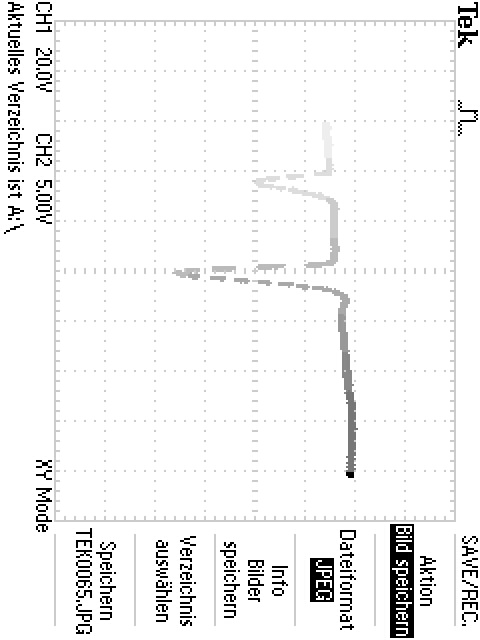 Tek
SAVE/REC.
Aktion
Bild speichern
Dateiformat
JPEG
Info
Bilder
speichern
Verzeichnis
auswählen
Speichern
TEK0065.JPG
CH1 20.0V CH2 5.00V XY Mode
Aktuelles Verzeichnis ist A:\